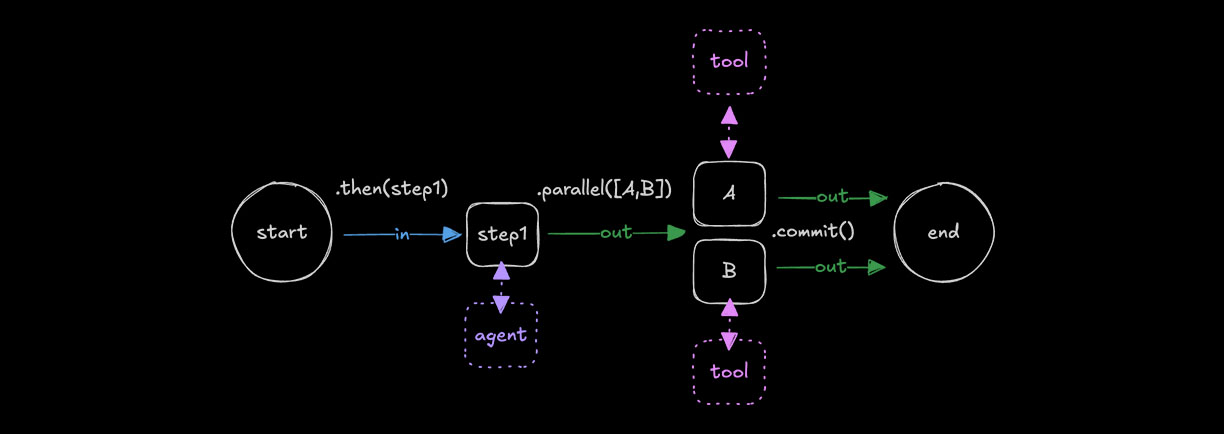 tool
.then(step1)
.parallel([A,B])
A
out
start
in
step1
out
.commit()
end
B
out
agent
tool